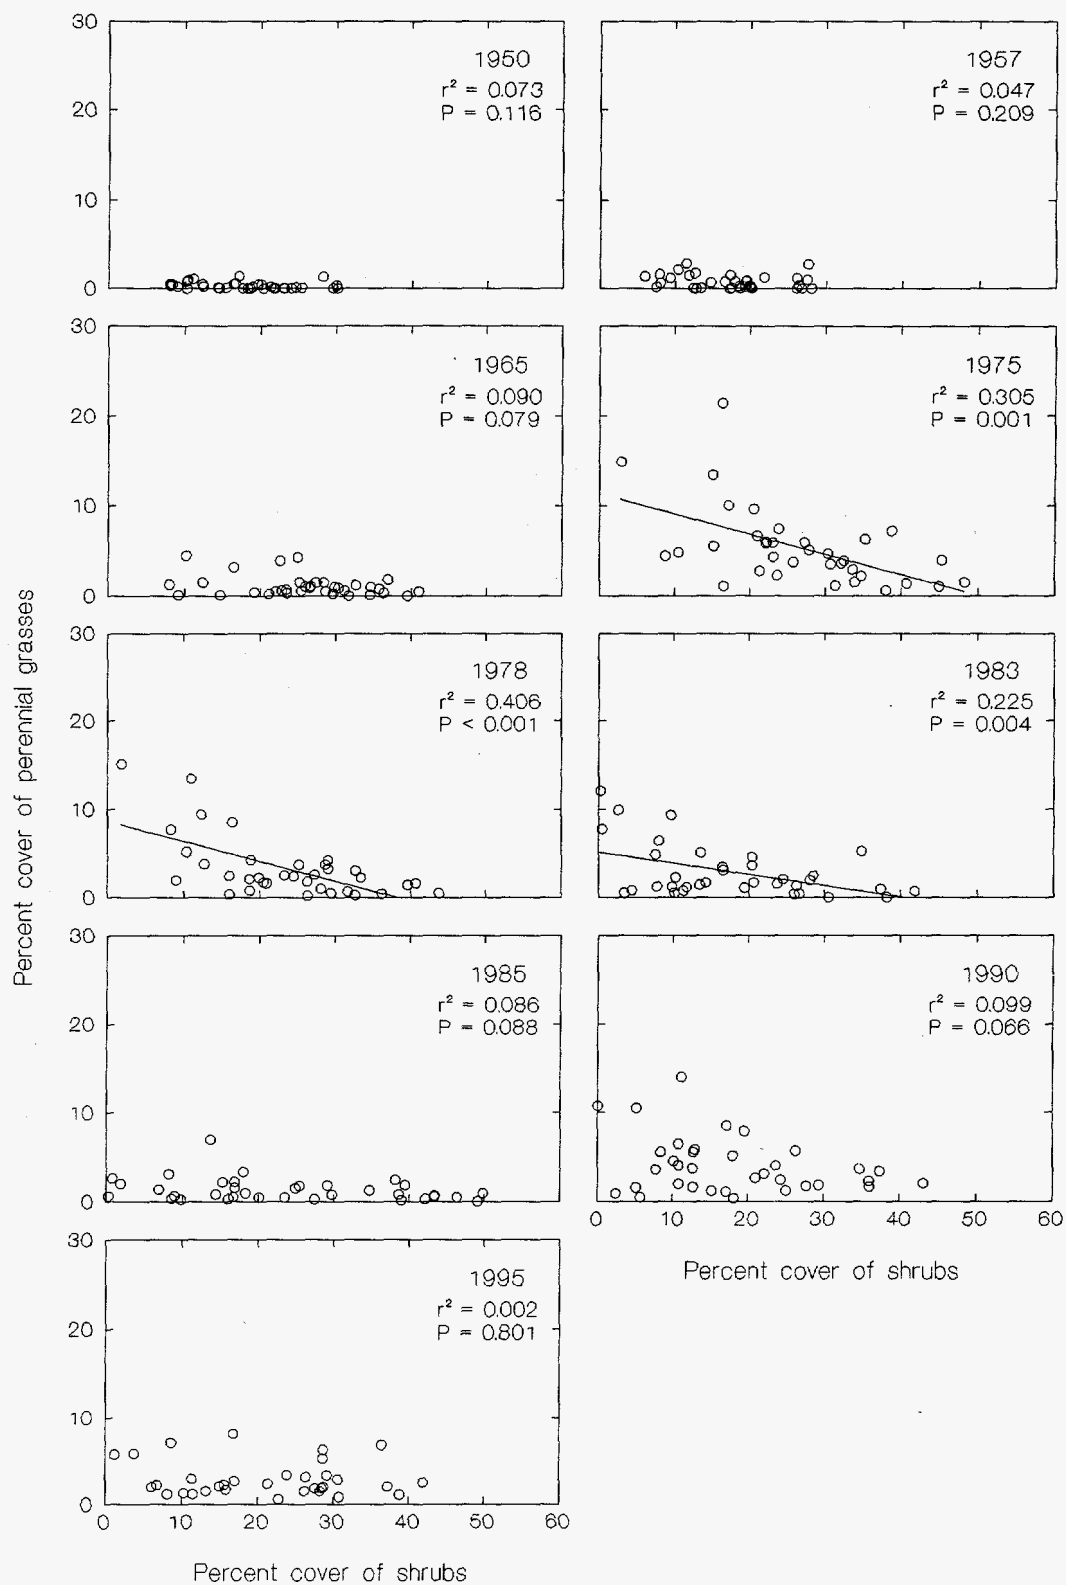 30
20
10
0
1950
r² = 0.073
P = 0.116
1957
r² = 0.047
P = 0.209
30
20
10
0
1965
r² = 0.090
P = 0.079
1975
r² = 0.305
P = 0.001
Percent cover of perennial grasses
30
20
10
0
1978
r² = 0.406
P < 0.001
1983
r² = 0.225
P = 0.004
30
20
10
0
1985
r² = 0.086
P = 0.088
1990
r² = 0.099
P = 0.066
0 10 20 30 40 50 60
Percent cover of shrubs
30
20
10
0
1995
r² = 0.002
P = 0.801
0 10 20 30 40 50 60
Percent cover of shrubs